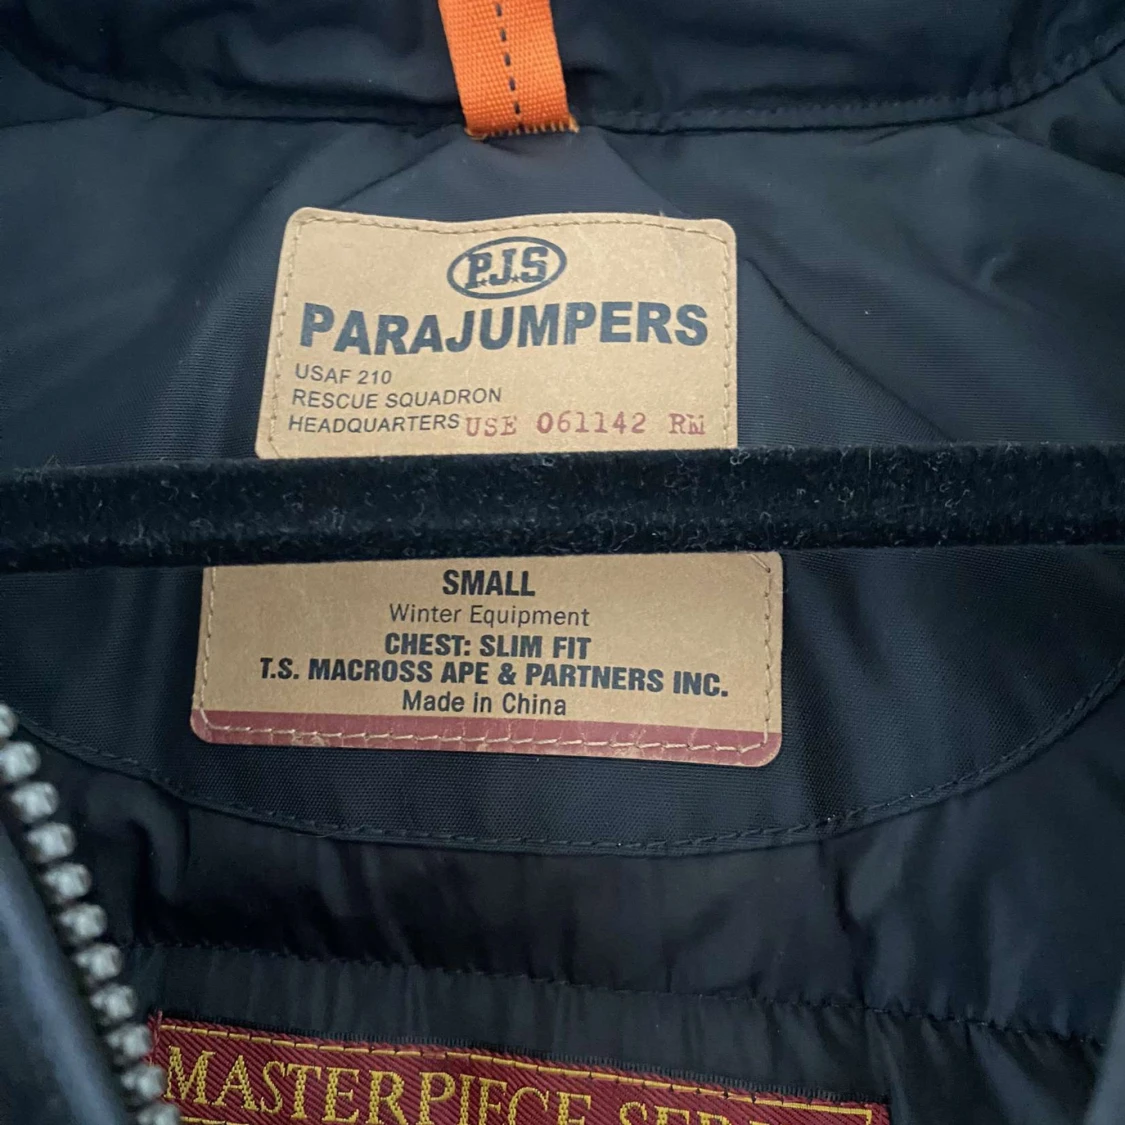 P.J.S
PARAJUMPERS
USAF 210
RESCUE SQUADRON
HEADQUARTERS USE 061142 RM
SMALL
Winter Equipment
CHEST: SLIM FIT
T.S. MACROSS APE & PARTNERS INC.
Made in China
MASTERPIECE